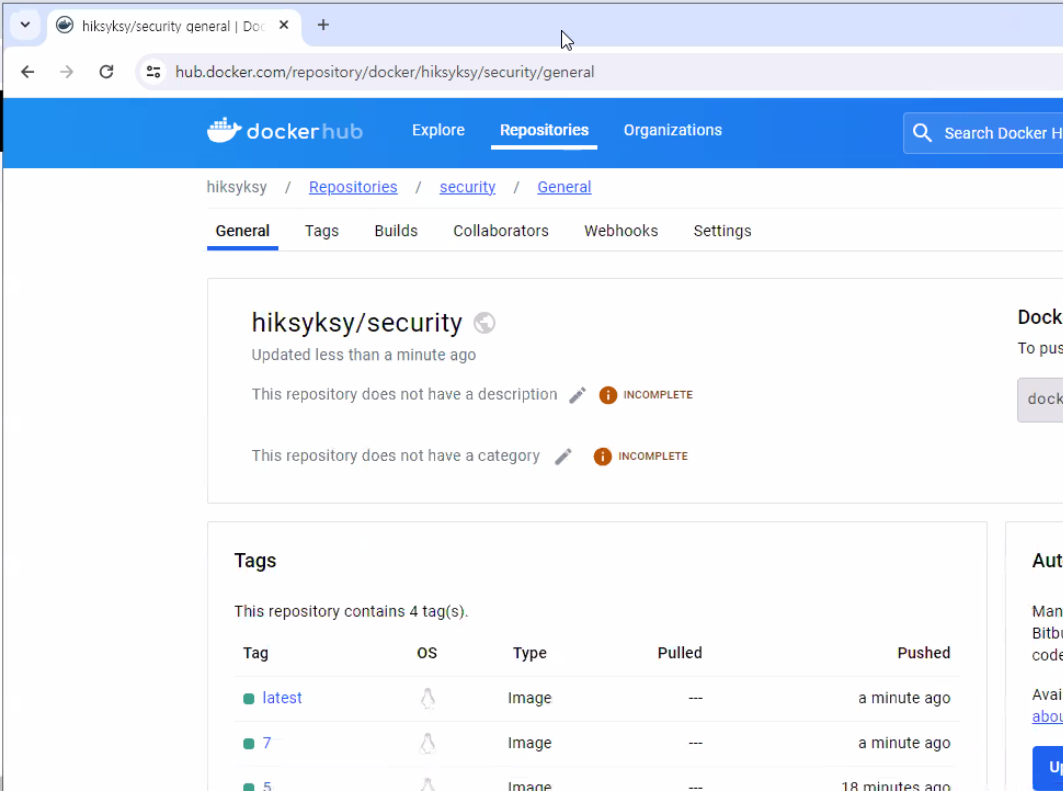 hiksyksy/security general | Doc
hub.docker.com/repository/docker/hiksyksy/security/general
dockerhub Explore Repositories Organizations Search Docker H
hiksyksy / Repositories / security / General
General Tags Builds Collaborators Webhooks Settings
hiksyksy/security
Dock
Updated less than a minute ago
To pus
This repository does not have a description INCOMPLETE
dock
This repository does not have a category INCOMPLETE
Tags
Aut
This repository contains 4 tag(s).
Man
Bitbu
code
Tag OS Type Pulled Pushed
latest Image --- a minute ago
Avai
abou
7 Image --- a minute ago
Up
5 Image --- 18 minutes ago